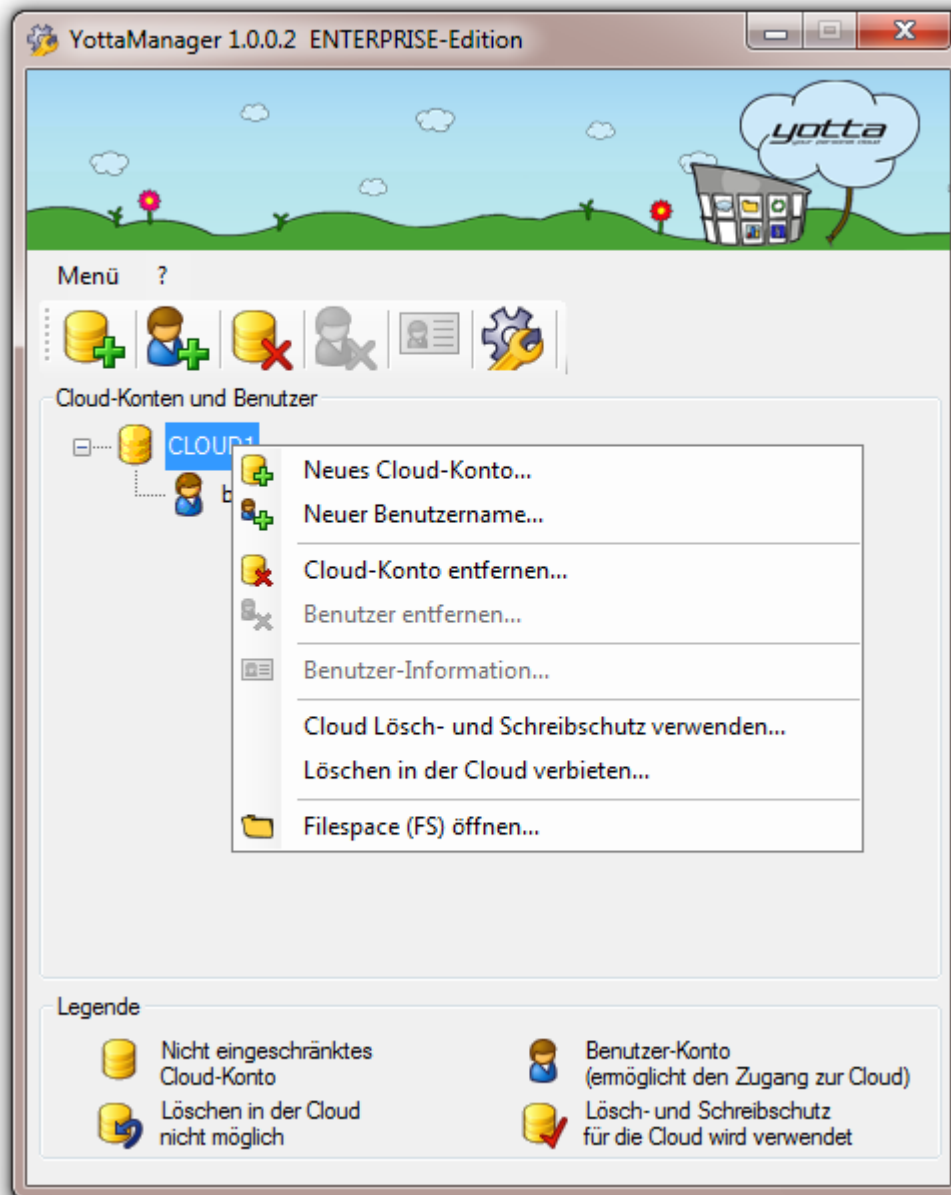 YottaManager 1.0.0.2 ENTERPRISE-Edition
yotta
your personal cloud
Menü ?
Cloud-Konten und Benutzer
CLOUD1
b
Neues Cloud-Konto...
Neuer Benutzername...
Cloud-Konto entfernen...
Benutzer entfernen...
Benutzer-Information...
Cloud Lösch- und Schreibschutz verwenden...
Löschen in der Cloud verbieten...
Filespace (FS) öffnen...
Legende
Nicht eingeschränktes
Cloud-Konto
Benutzer-Konto
(ermöglicht den Zugang zur Cloud)
Löschen in der Cloud
nicht möglich
Lösch- und Schreibschutz
für die Cloud wird verwendet